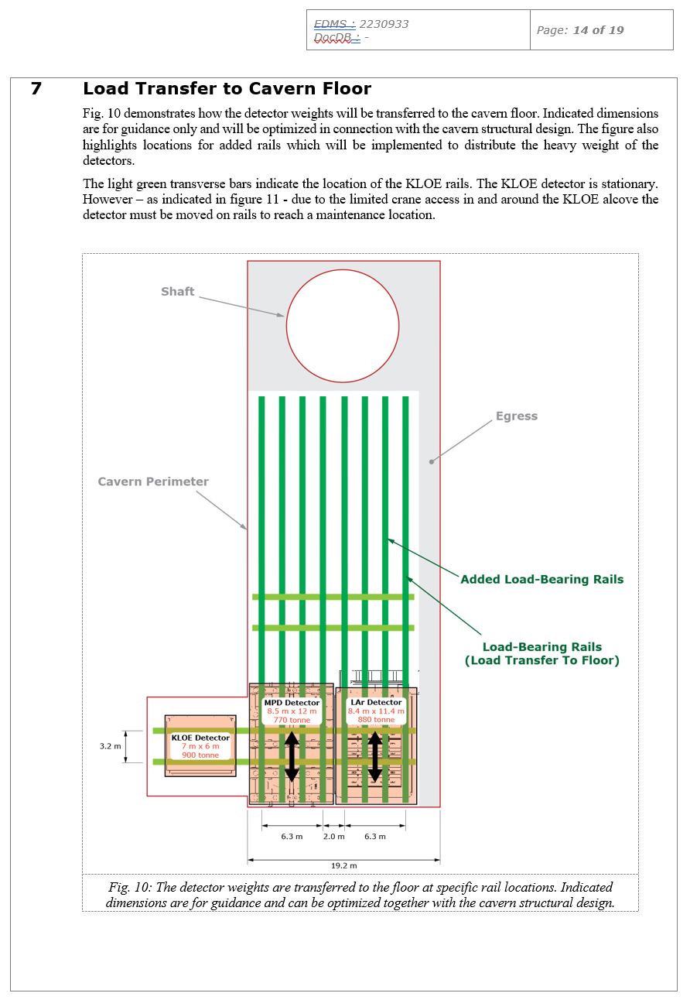 EDMS : 2230933
DocDB : -
Page: 14 of 19
7 Load Transfer to Cavern Floor
Fig. 10 demonstrates how the detector weights will be transferred to the cavern floor. Indicated dimensions
are for guidance only and will be optimized in connection with the cavern structural design. The figure also
highlights locations for added rails which will be implemented to distribute the heavy weight of the
detectors.
The light green transverse bars indicate the location of the KLOE rails. The KLOE detector is stationary.
However – as indicated in figure 11 - due to the limited crane access in and around the KLOE alcove the
detector must be moved on rails to reach a maintenance location.
Shaft
Egress
Cavern Perimeter
Added Load-Bearing Rails
Load-Bearing Rails
(Load Transfer To Floor)
MPD Detector
8.5 m x 12 m
770 tonne
LAr Detector
8.4 m x 11.4 m
880 tonne
KLOE Detector
7 m x 6 m
900 tonne
3.2 m
6.3 m
2.0 m
6.3 m
19.2 m
Fig. 10: The detector weights are transferred to the floor at specific rail locations. Indicated
dimensions are for guidance and can be optimized together with the cavern structural design.